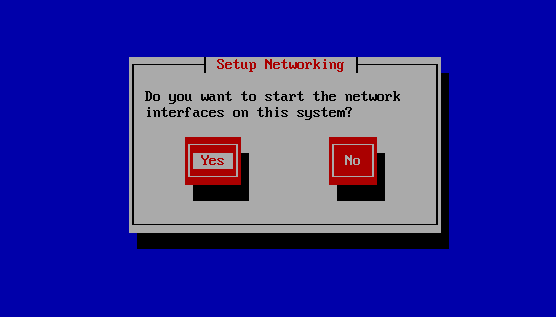 Setup Networking
Do you want to start the network
interfaces on this system?
Yes
No